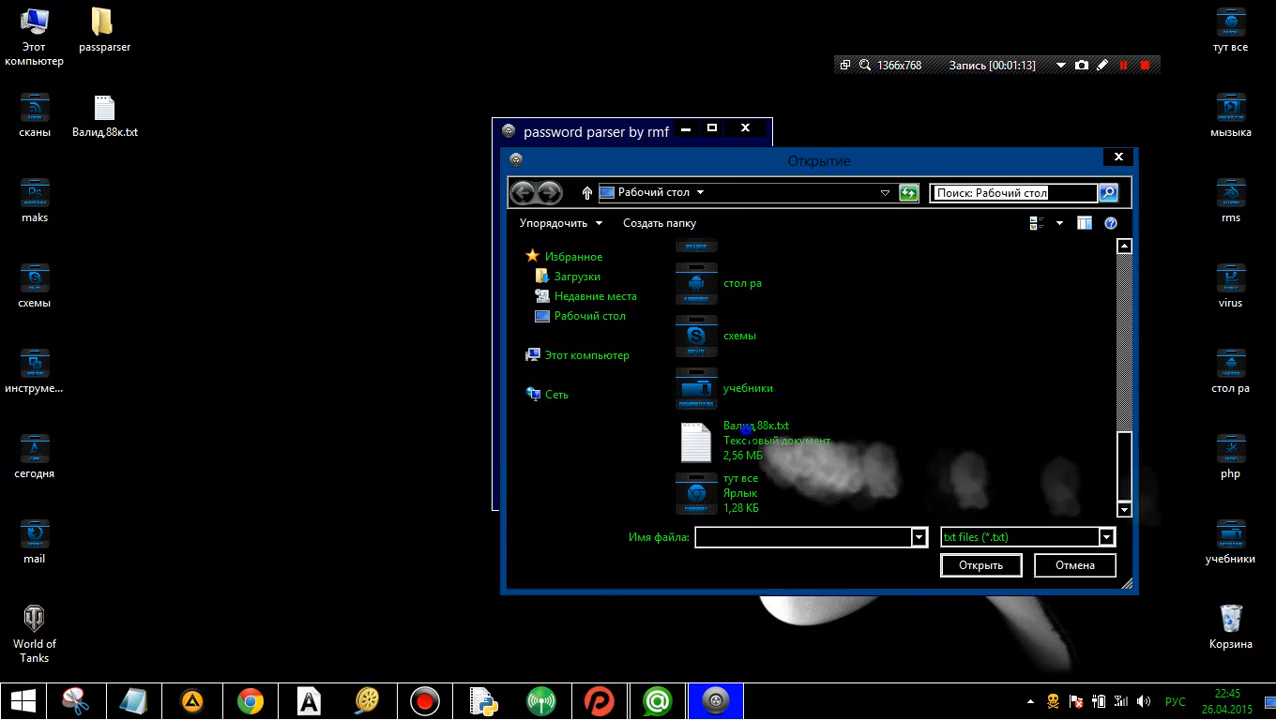 Этот
компьютер
passparser
сканы
Валид,88к.txt
maks
схемы
инструме...
сегодня
mail
World of
Tanks
1366x768
Запись [00:01:13]
тут все
мызыка
rms
virus
стол ра
php
учебники
Корзина
password parser by rmf
Открытие
Рабочий стол
Поиск: Рабочий стол
Упорядочить
Создать папку
Избранное
Загрузки
Недавние места
Рабочий стол
Этот компьютер
Сеть
стол ра
схемы
учебники
Валид,88к.txt
Текстовый документ
2,56 МБ
тут все
Ярлык
1,28 КБ
Имя файла:
txt files (*.txt)
Открыть
Отмена
РУС
22:45
26.04.2015